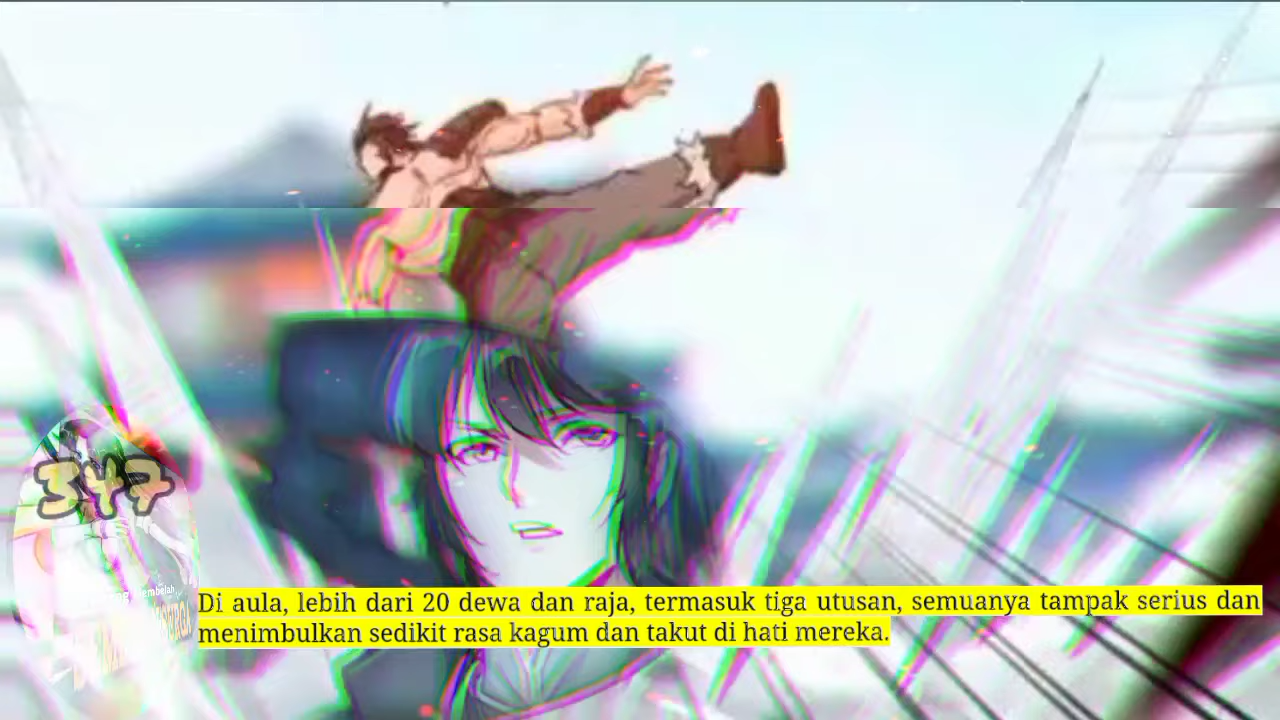 347
Di aula, lebih dari 20 dewa dan raja, termasuk tiga utusan, semuanya tampak serius dan
menimbulkan sedikit rasa kagum dan takut di hati mereka.